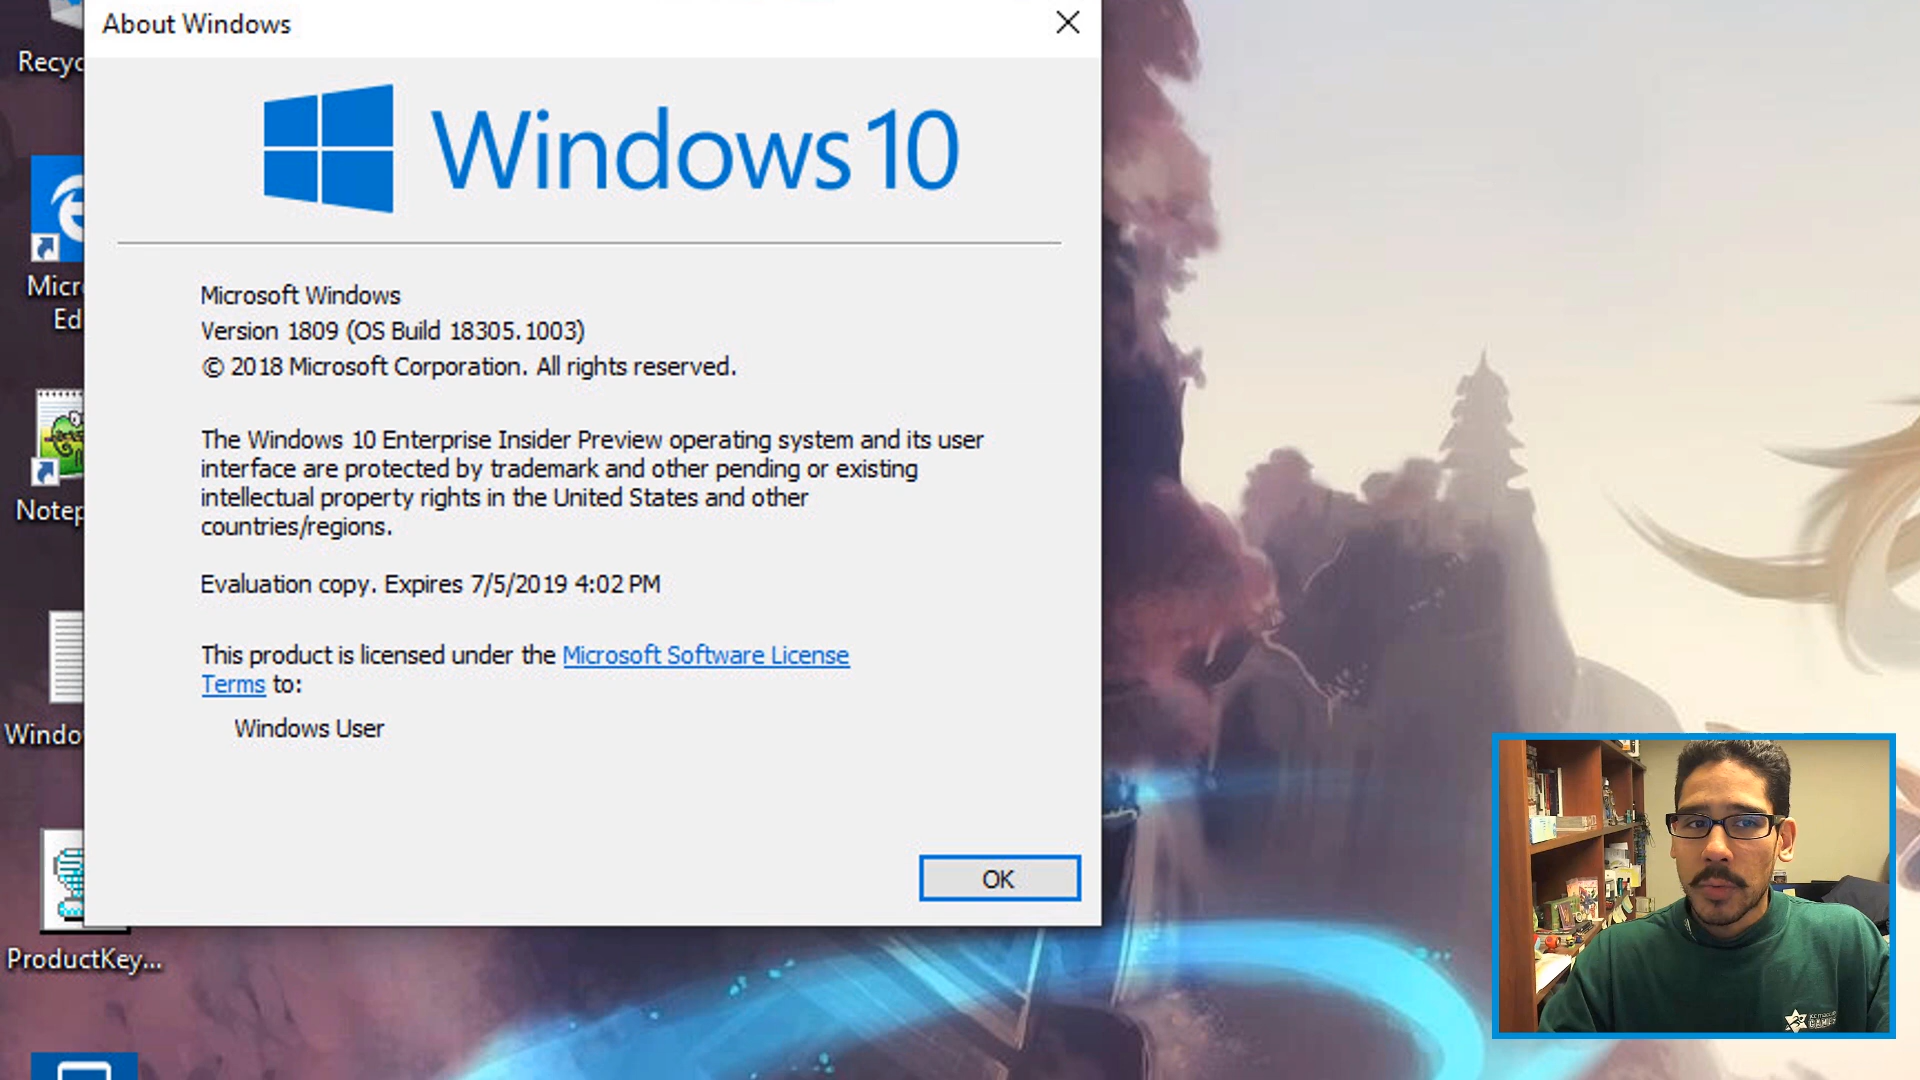 About Windows
Windows 10
Microsoft Windows
Version 1809 (OS Build 18305.1003)
© 2018 Microsoft Corporation. All rights reserved.
The Windows 10 Enterprise Insider Preview operating system and its user
interface are protected by trademark and other pending or existing
intellectual property rights in the United States and other
countries/regions.
Evaluation copy. Expires 7/5/2019 4:02 PM
This product is licensed under the Microsoft Software License
Terms to:
Windows User
OK
Recyc
Micr
Ed
Notep
Windo
ProductKey...
GAMES